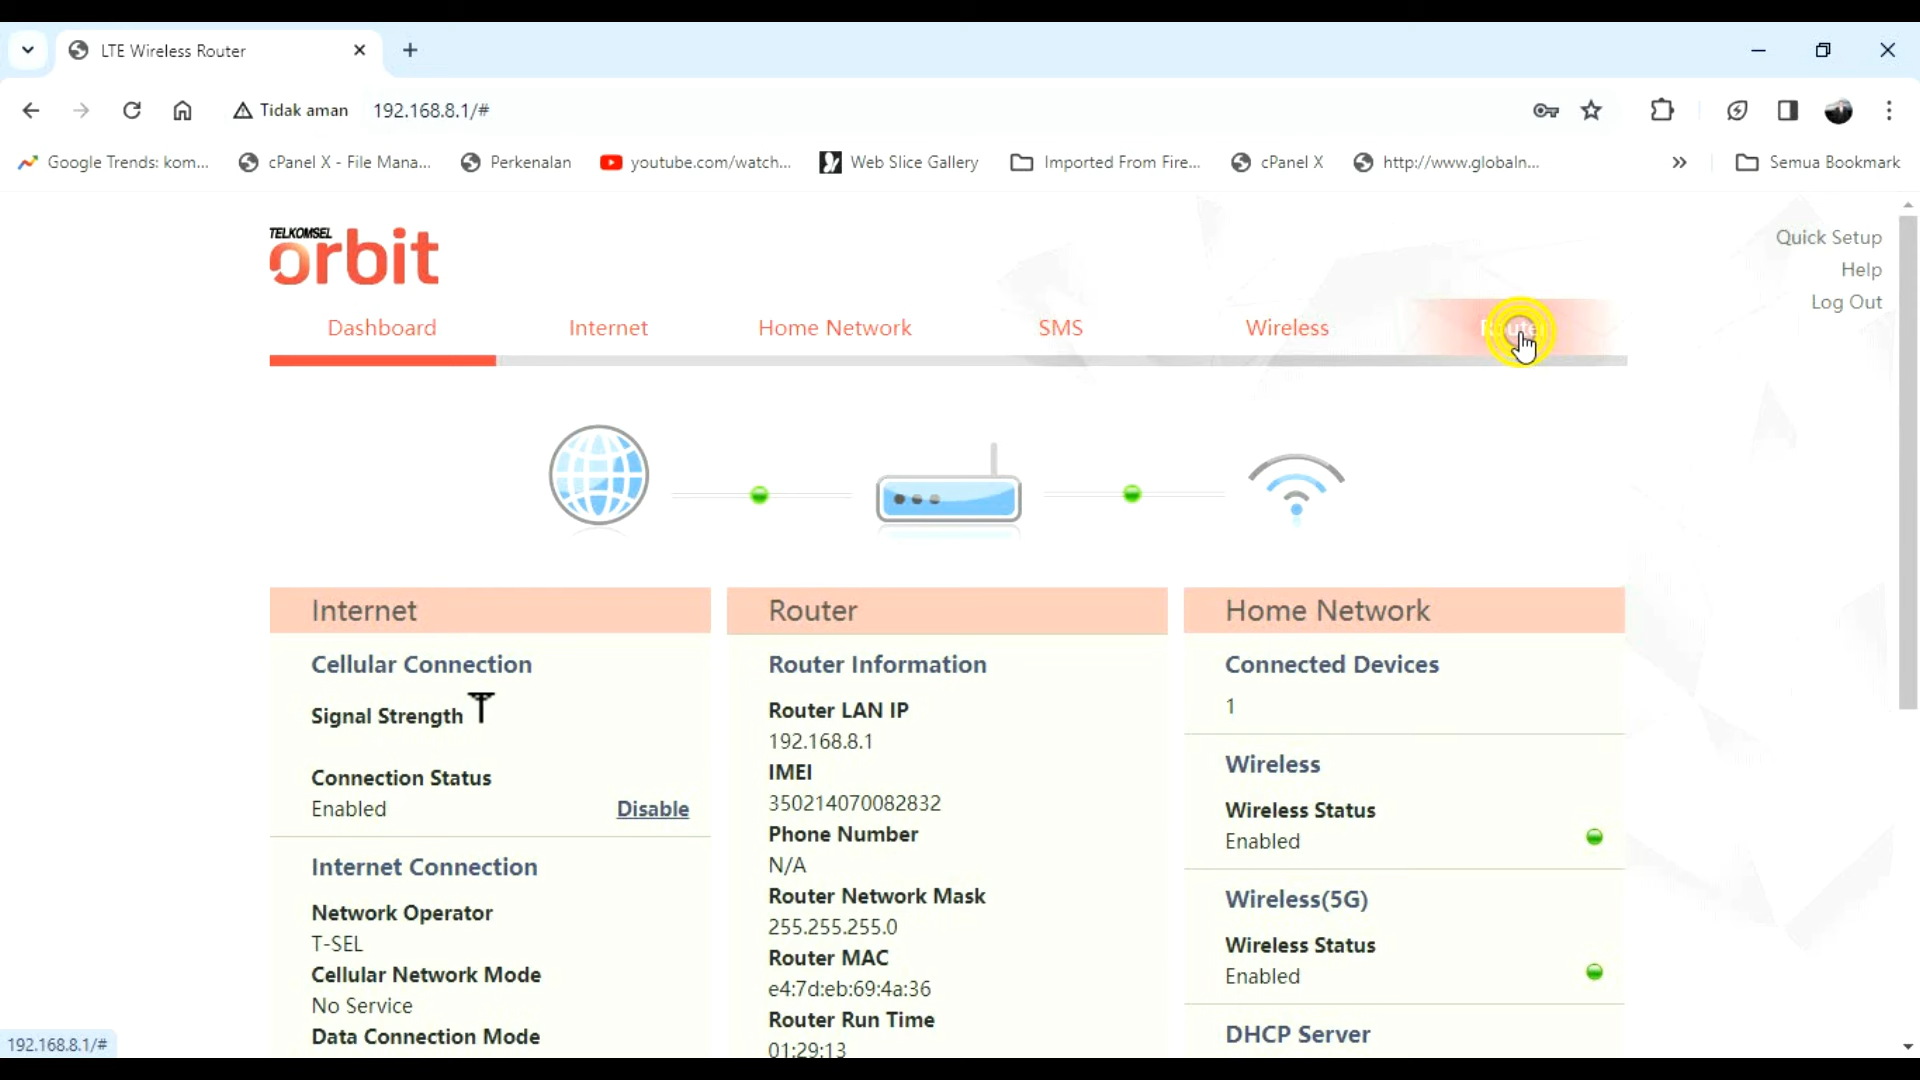 LTE Wireless Router
Tidak aman 192.168.8.1/#
Google Trends: kom... cPanel X - File Mana... Perkenalan youtube.com/watch... Web Slice Gallery Imported From Fire... cPanel X http://www.globaln... » Semua Bookmark
TELKOMSEL
orbit
Quick Setup
Help
Log Out
Dashboard Internet Home Network SMS Wireless Router
Internet
Cellular Connection
Signal Strength
Connection Status
Enabled Disable
Internet Connection
Network Operator
T-SEL
Cellular Network Mode
No Service
Data Connection Mode
Router
Router Information
Router LAN IP
192.168.8.1
IMEI
350214070082832
Phone Number
N/A
Router Network Mask
255.255.255.0
Router MAC
e4:7d:eb:69:4a:36
Router Run Time
01:29:13
Home Network
Connected Devices
1
Wireless
Wireless Status
Enabled
Wireless(5G)
Wireless Status
Enabled
DHCP Server
192.168.8.1/#